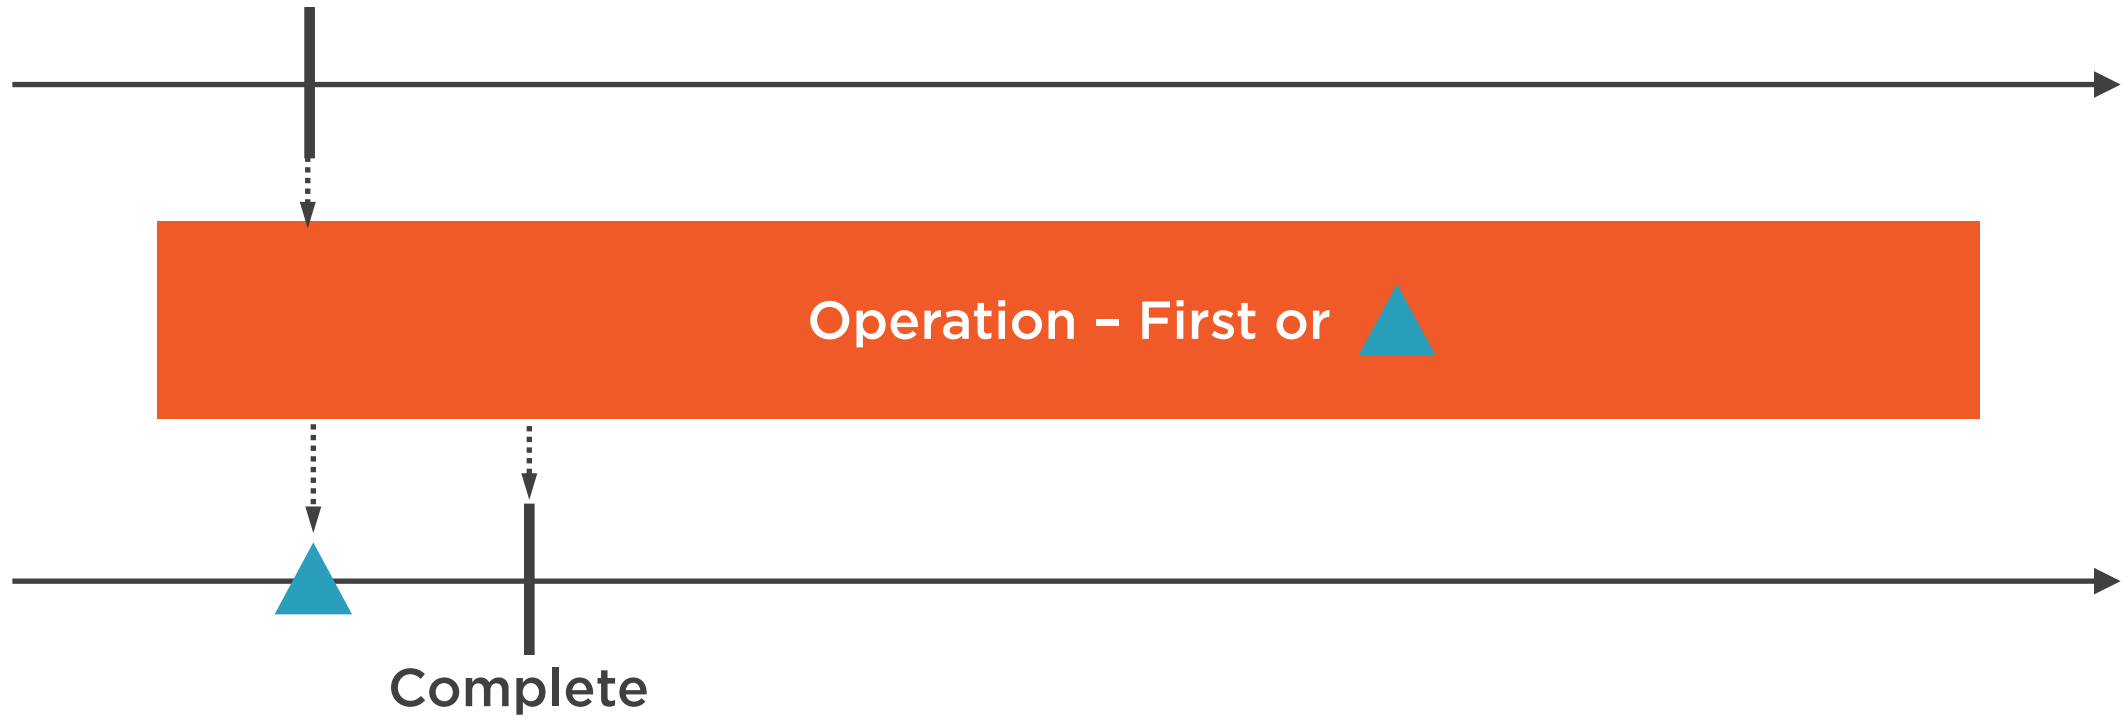 Operation – First or
Complete